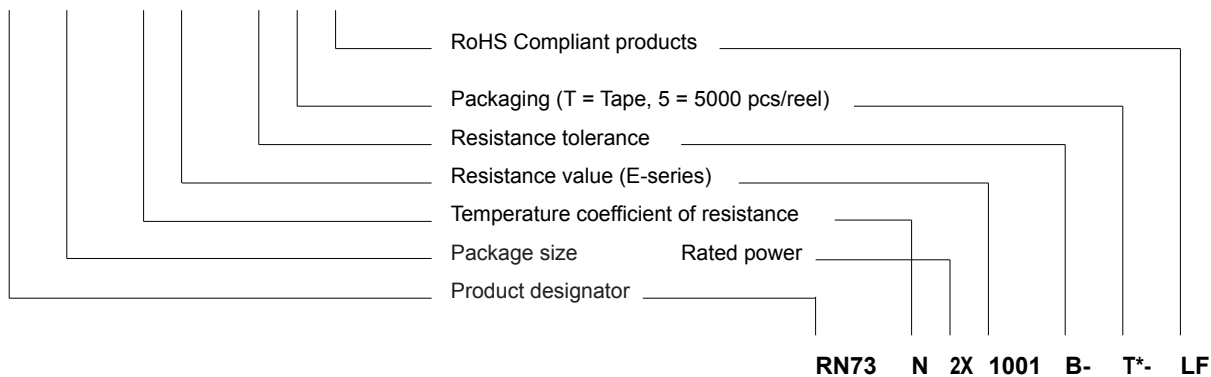 RoHS Compliant products
Packaging (T = Tape, 5 = 5000 pcs/reel)
Resistance tolerance
Resistance value (E-series)
Temperature coefficient of resistance
Package size Rated power
Product designator
RN73 N 2X 1001 B- T*- LF